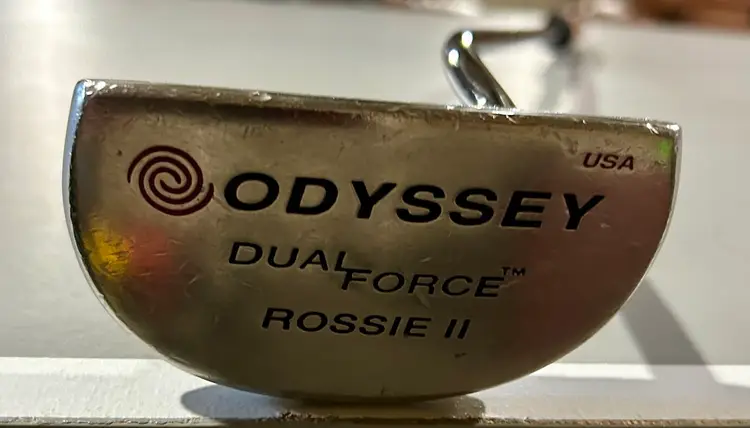 USA
ODYSSEY
DUAL FORCE™
ROSSIE II